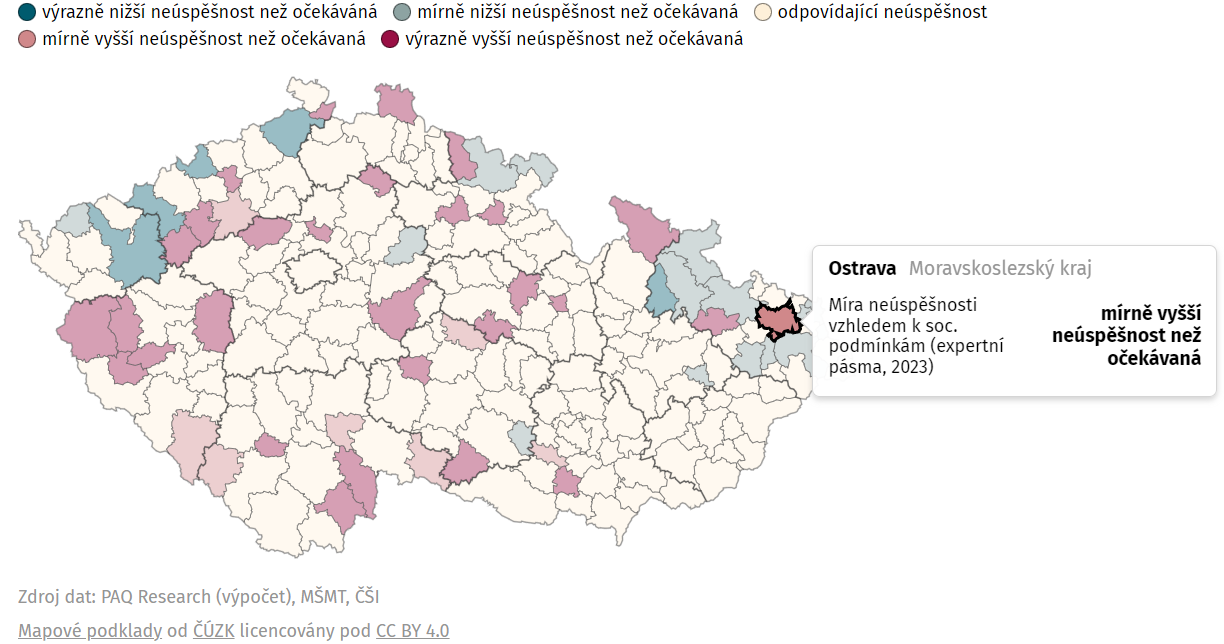 výrazně nižší neúspěšnost než očekáváná mírně nižší neúspěšnost než očekávaná odpovídající neúspěšnost
mírně vyšší neúspěšnost než očekávaná výrazně vyšší neúspěšnost než očekávaná
Ostrava Moravskoslezský kraj
Míra neúspěšnosti
vzhledem k soc.
podmínkám (expertní
pásma, 2023)
mírně vyšší
neúspěšnost než
očekávaná
Zdroj dat: PAQ Research (výpočet), MŠMT, ČŠI
Mapové podklady od ČÚZK licencovány pod CC BY 4.0